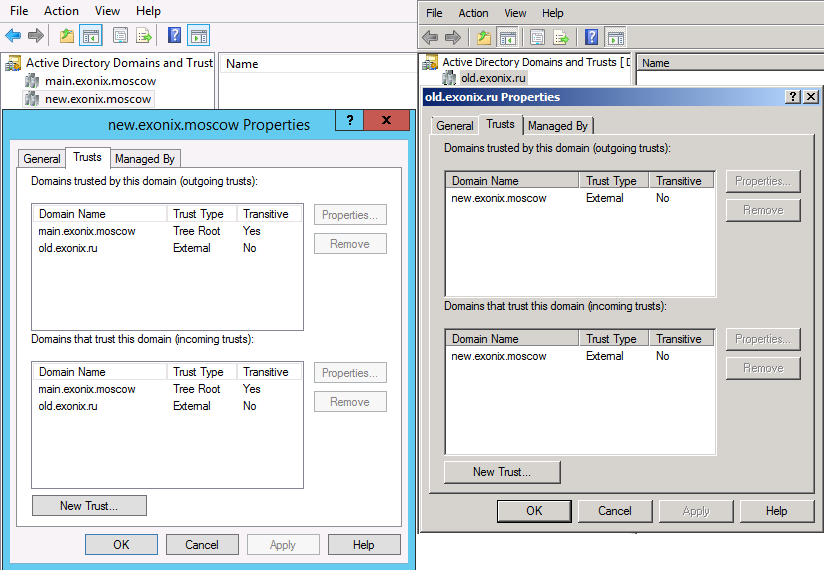 File Action View Help
Active Directory Domains and Trust
main.exonix.moscow
new.exonix.moscow
Name
new.exonix.moscow Properties
? x
General Trusts Managed By
Domains trusted by this domain (outgoing trusts):
Domain Name Trust Type Transitive
main.exonix.moscow Tree Root Yes
old.exonix.ru External No
Properties...
Remove
Domains that trust this domain (incoming trusts):
Domain Name Trust Type Transitive
main.exonix.moscow Tree Root Yes
old.exonix.ru External No
Properties...
Remove
New Trust...
OK Cancel Apply Help
File Action View Help
Active Directory Domains and Trusts [ D
old.exonix.ru
Name
old.exonix.ru Properties
? X
General Trusts Managed By
Domains trusted by this domain (outgoing trusts):
Domain Name Trust Type Transitive
new.exonix.moscow External No
Properties...
Remove
Domains that trust this domain (incoming trusts):
Domain Name Trust Type Transitive
new.exonix.moscow External No
Properties...
Remove
New Trust...
OK Cancel Apply Help